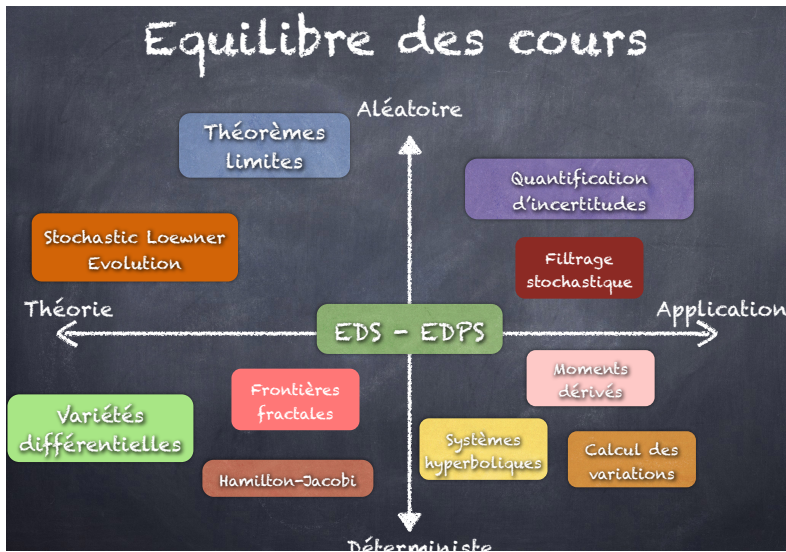 Equilibre des cours
Aléatoire
Théorèmes
limites
Quantification
d'incertitudes
Stochastic Loewner
Evolution
Filtrage
stochastique
Théorie
Application
EDS - EDPS
Moments
dérivés
Frontières
fractales
Variétés
différentielles
Systèmes
hyperboliques
Calcul des
variations
Hamilton-Jacobi
Déterministe